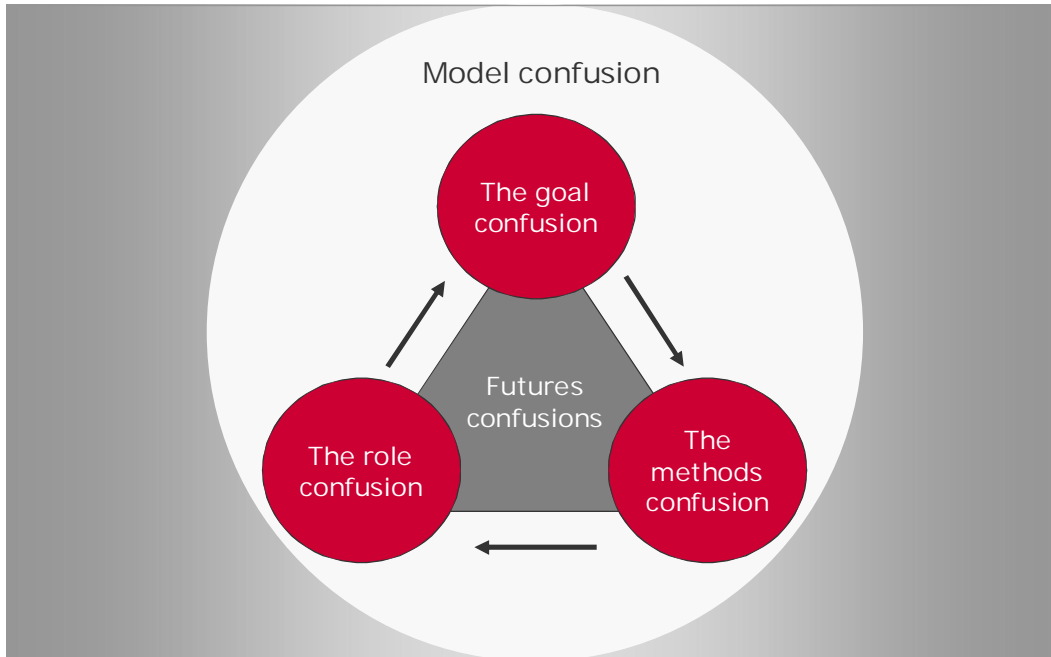 Model confusion
The goal
confusion
Futures
confusions
The role
confusion
The
methods
confusion